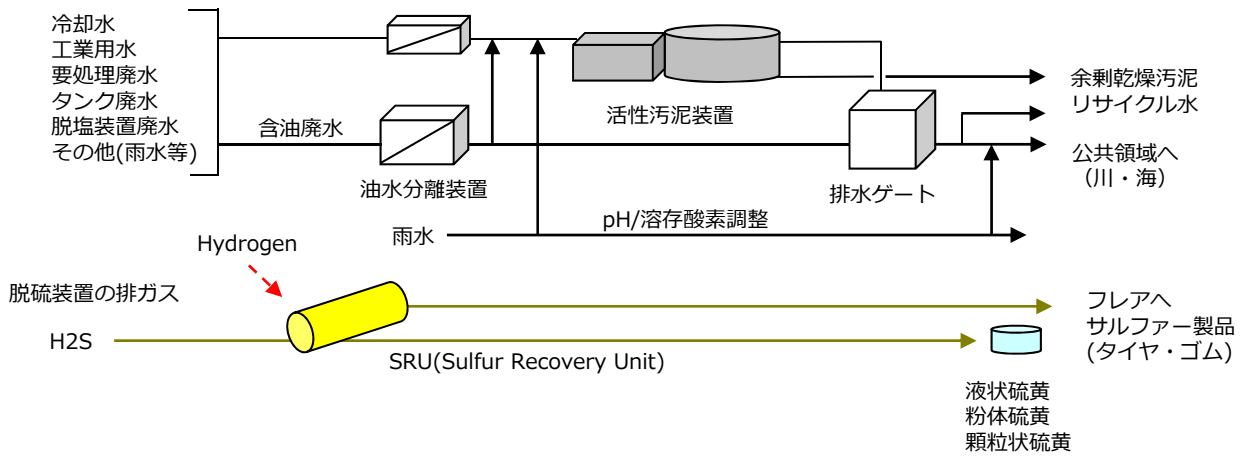 冷却水
工業用水
要処理廃水
タンク廃水
脱塩装置廃水
その他(雨水等)
含油廃水
油水分離装置
活性汚泥装置
排水ゲート
余剰乾燥汚泥
リサイクル水
公共領域へ
（川・海）
雨水
pH/溶存酸素調整
Hydrogen
脱硫装置の排ガス
H2S
SRU(Sulfur Recovery Unit)
フレアへ
サルファー製品
(タイヤ・ゴム)
液状硫黄
粉体硫黄
顆粒状硫黄